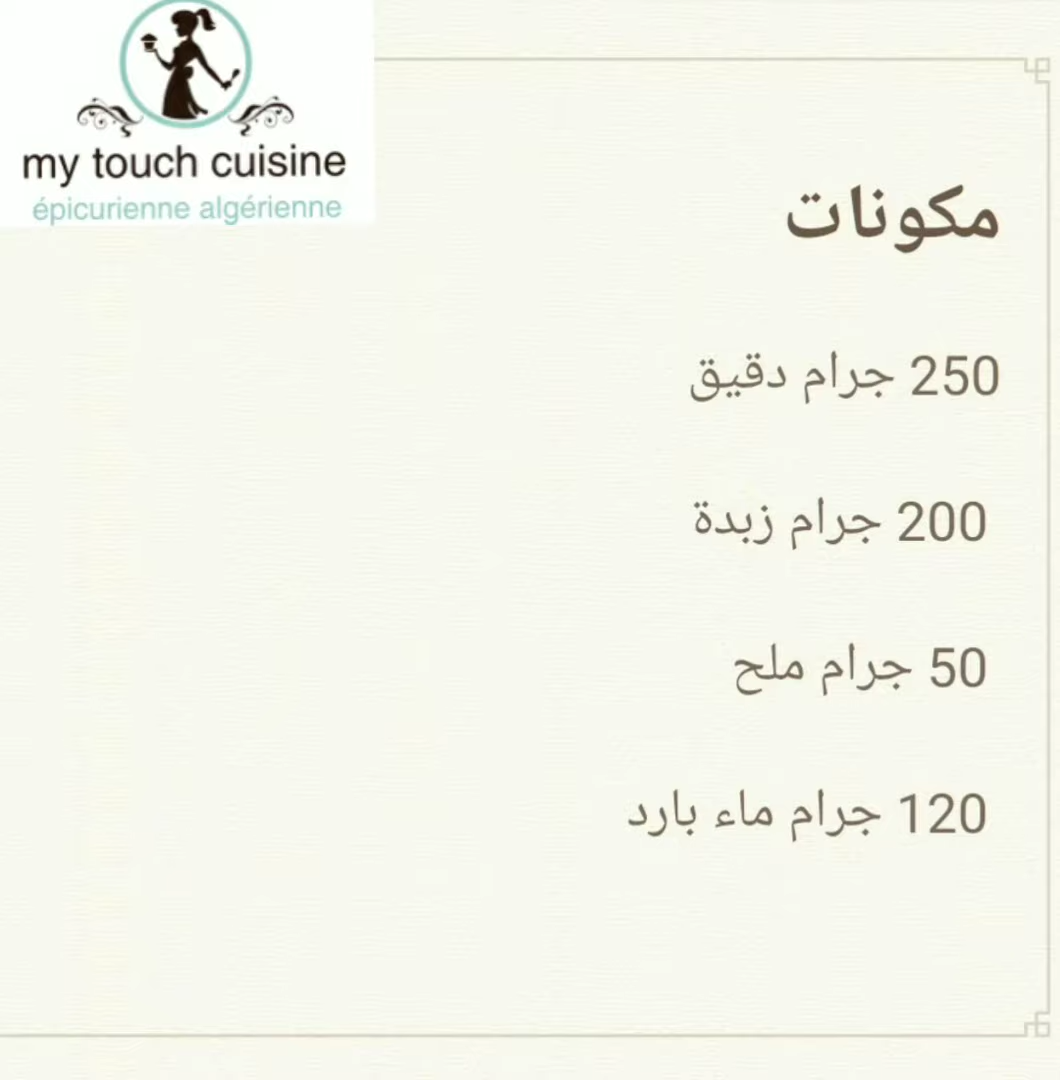 my touch cuisine
épicurienne algérienne
مكونات
250 جرام دقيق
200 جرام زبدة
50 جرام ملح
120 جرام ماء بارد